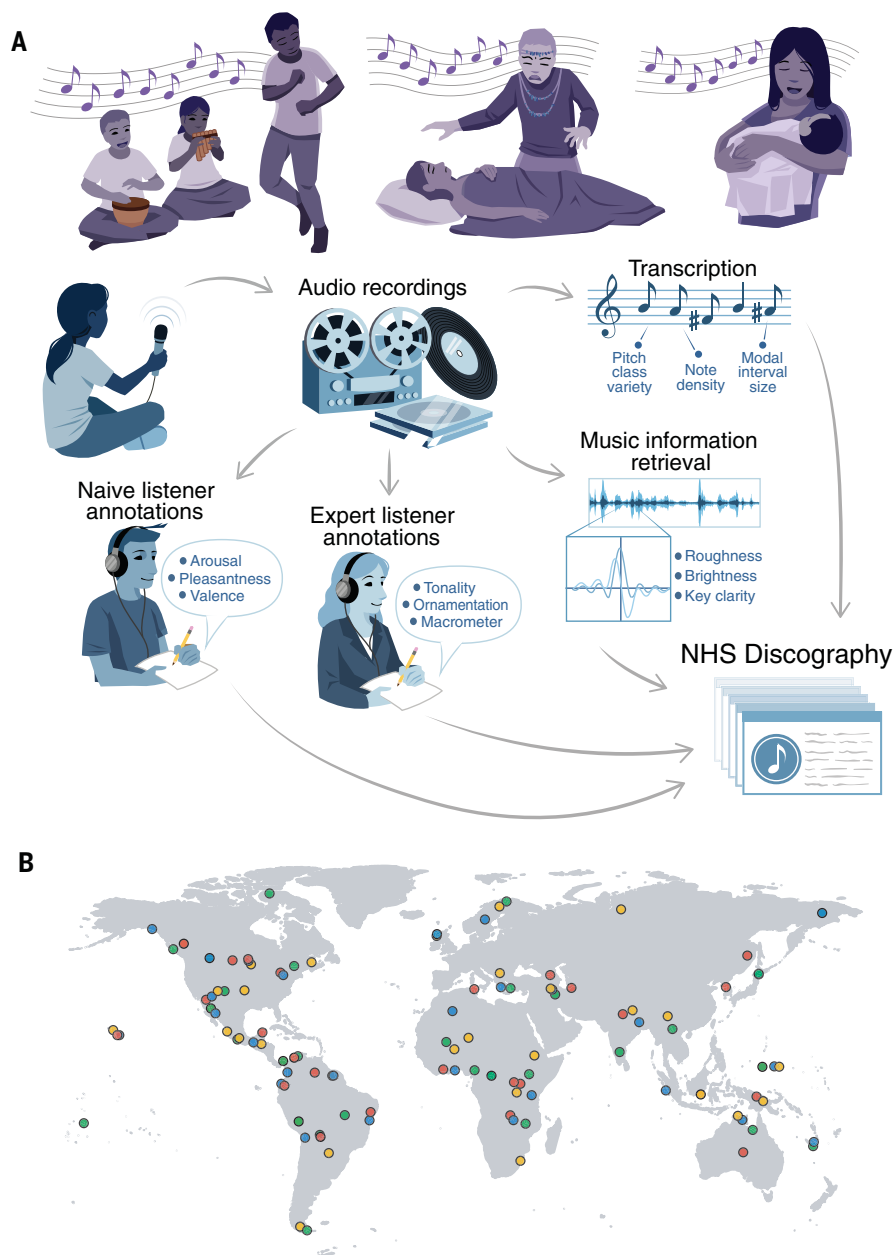 A
Audio recordings
Transcription
Pitch
class
variety
Note
density
Modal
interval
size
Music information
retrieval
• Roughness
• Brightness
• Key clarity
Naive listener
annotations
• Arousal
• Pleasantness
• Valence
Expert listener
annotations
• Tonality
• Ornamentation
• Macrometer
NHS Discography
B